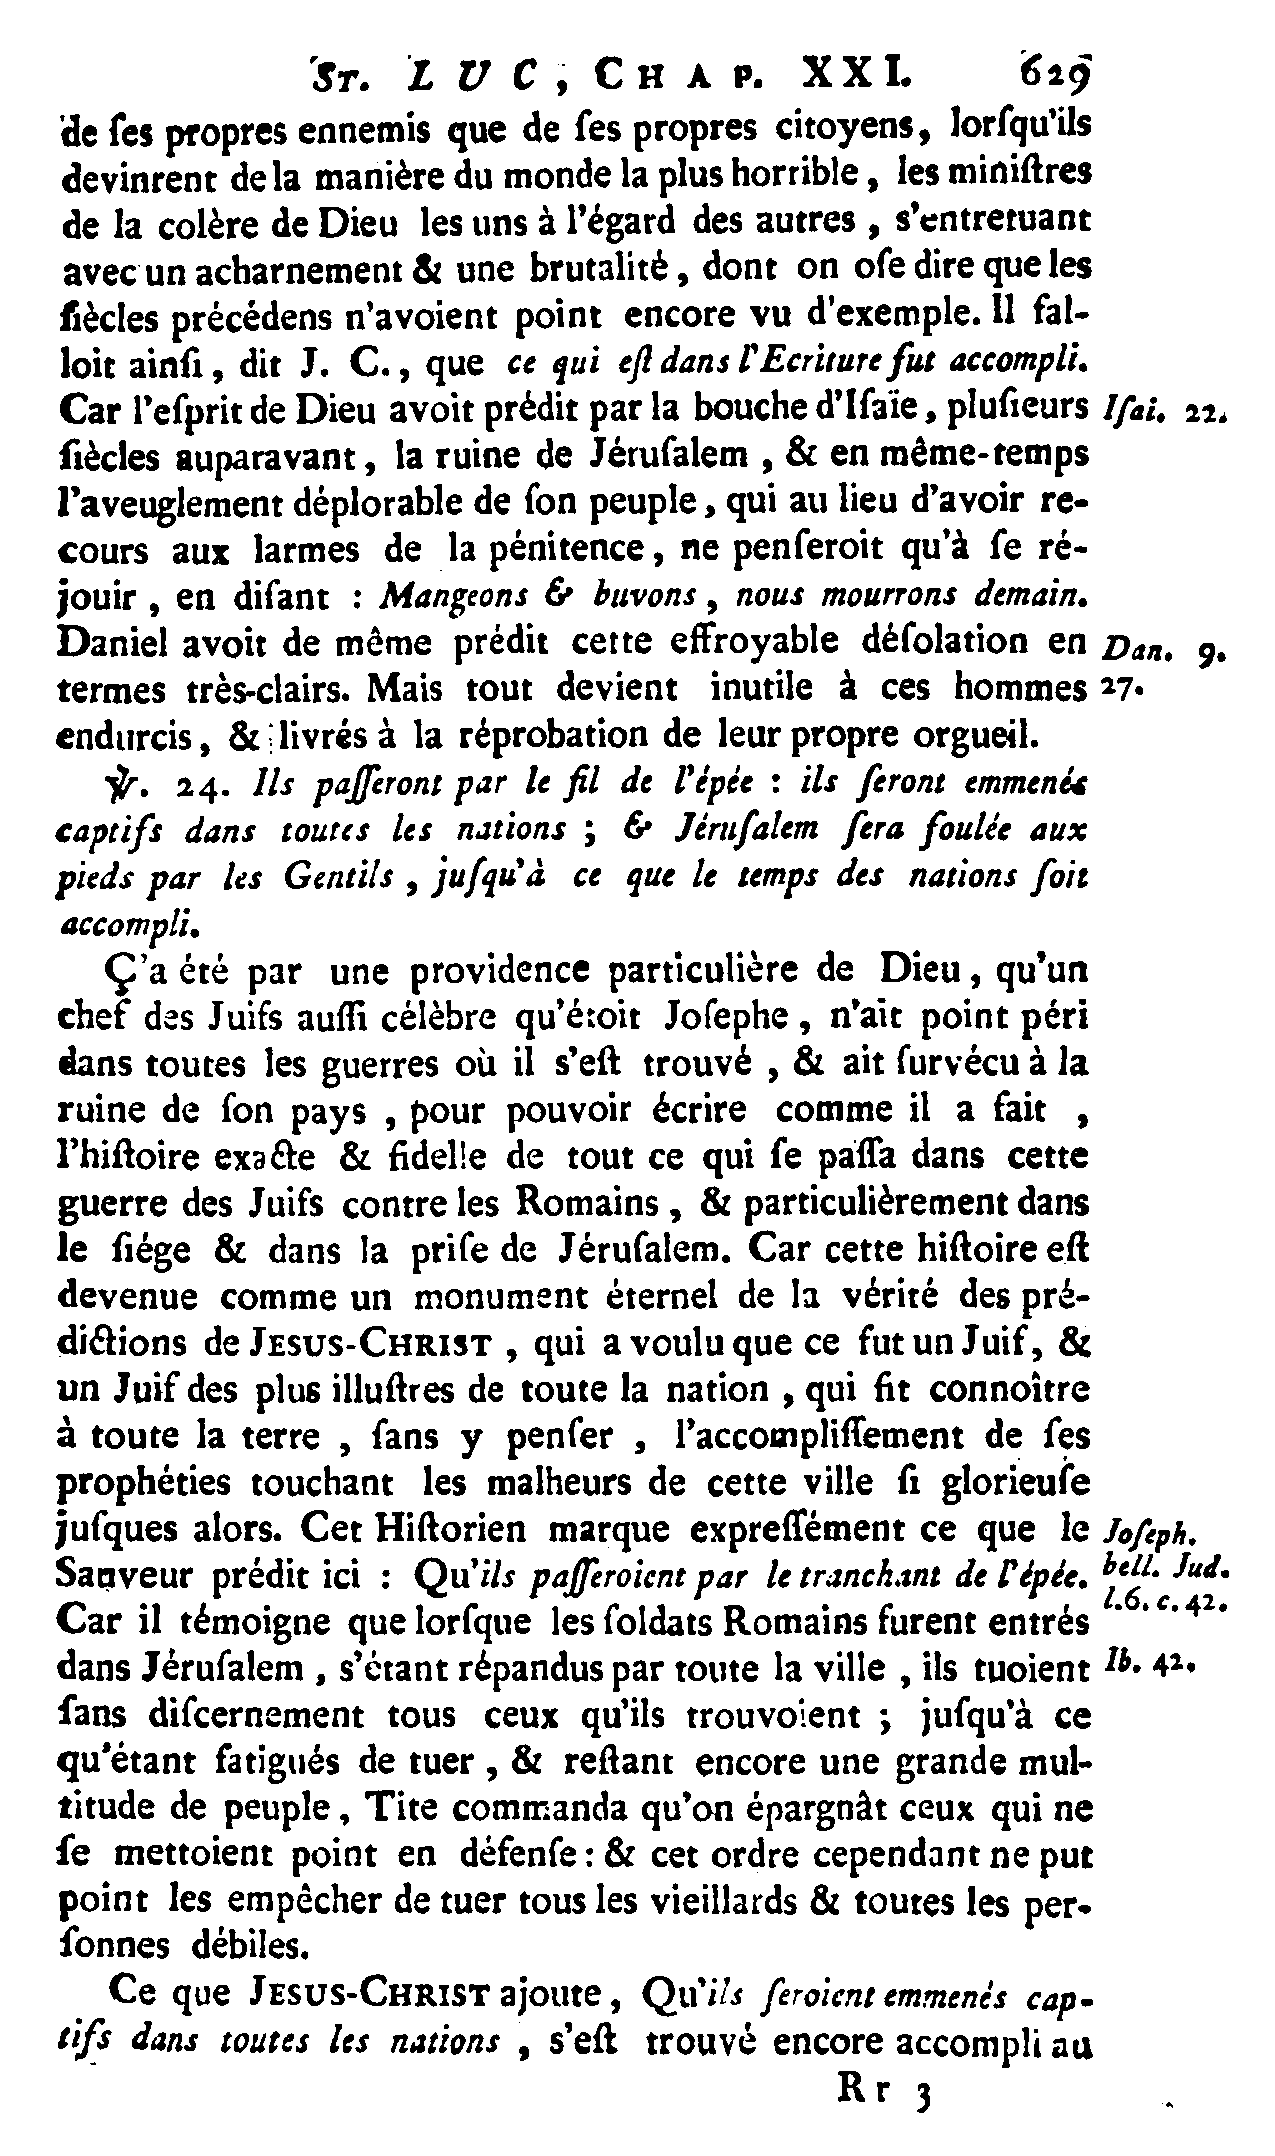 ST. LUC, CHAP. XXI. 629
de ſes propres ennemis que de ſes propres citoyens, lorſqu'ils
devinrent de la manière du monde la plus horrible, les miniſtres
de la colère de Dieu les uns à l'égard des autres, s'entretuant
avec un acharnement & une brutalité, dont on oſe dire que les
ſiècles précédens n'avoient point encore vu d'exemple. Il fal-
loit ainſi, dit J. C., que ce qui eſt dans l'Ecriture fut accompli.
Car l'eſprit de Dieu avoit prédit par la bouche d'Iſaïe, pluſieurs Iſai. 22.
ſiècles auparavant, la ruine de Jéruſalem, & en même-temps
l'aveuglement déplorable de ſon peuple, qui au lieu d'avoir re-
cours aux larmes de la pénitence, ne penſeroit qu'à ſe ré-
jouir, en diſant : Mangeons & buvons, nous mourrons demain.
Daniel avoit de même prédit cette effroyable déſolation en Dan. 9.
termes très-clairs. Mais tout devient inutile à ces hommes 27.
endurcis, & livrés à la réprobation de leur propre orgueil.
℣. 24. Ils paſſeront par le fil de l'épée : ils ſeront emmenés
captifs dans toutes les nations ; & Jéruſalem ſera foulée aux
pieds par les Gentils, juſqu'à ce que le temps des nations ſoit
accompli.
Ç'a été par une providence particulière de Dieu, qu'un
chef des Juifs auſſi célèbre qu'étoit Joſephe, n'ait point péri
dans toutes les guerres où il s'eſt trouvé, & ait ſurvécu à la
ruine de ſon pays, pour pouvoir écrire comme il a fait,
l'hiſtoire exacte & fidelle de tout ce qui ſe paſſa dans cette
guerre des Juifs contre les Romains, & particulièrement dans
le ſiége & dans la priſe de Jéruſalem. Car cette hiſtoire eſt
devenue comme un monument éternel de la vérité des pré-
dictions de JESUS-CHRIST, qui a voulu que ce fut un Juif, &
un Juif des plus illuſtres de toute la nation, qui fit connoître
à toute la terre, ſans y penſer, l'accompliſſement de ſes
prophéties touchant les malheurs de cette ville ſi glorieuſe
juſques alors. Cet Hiſtorien marque expreſſément ce que le Joſeph.
Sauveur prédit ici : Qu'ils paſſeroient par le tranchant de l'épée. bell. Jud.
Car il témoigne que lorſque les ſoldats Romains furent entrés l.6. c. 42.
dans Jéruſalem, s'étant répandus par toute la ville, ils tuoient Ib. 42.
ſans diſcernement tous ceux qu'ils trouvoient ; juſqu'à ce
qu'étant fatigués de tuer, & reſtant encore une grande mul-
titude de peuple, Tite commanda qu'on épargnât ceux qui ne
ſe mettoient point en défenſe : & cet ordre cependant ne put
point les empêcher de tuer tous les vieillards & toutes les per-
ſonnes débiles.
Ce que JESUS-CHRIST ajoute, Qu'ils ſeroient emmenés cap-
tifs dans toutes les nations, s'eſt trouvé encore accompli au
Rr 3